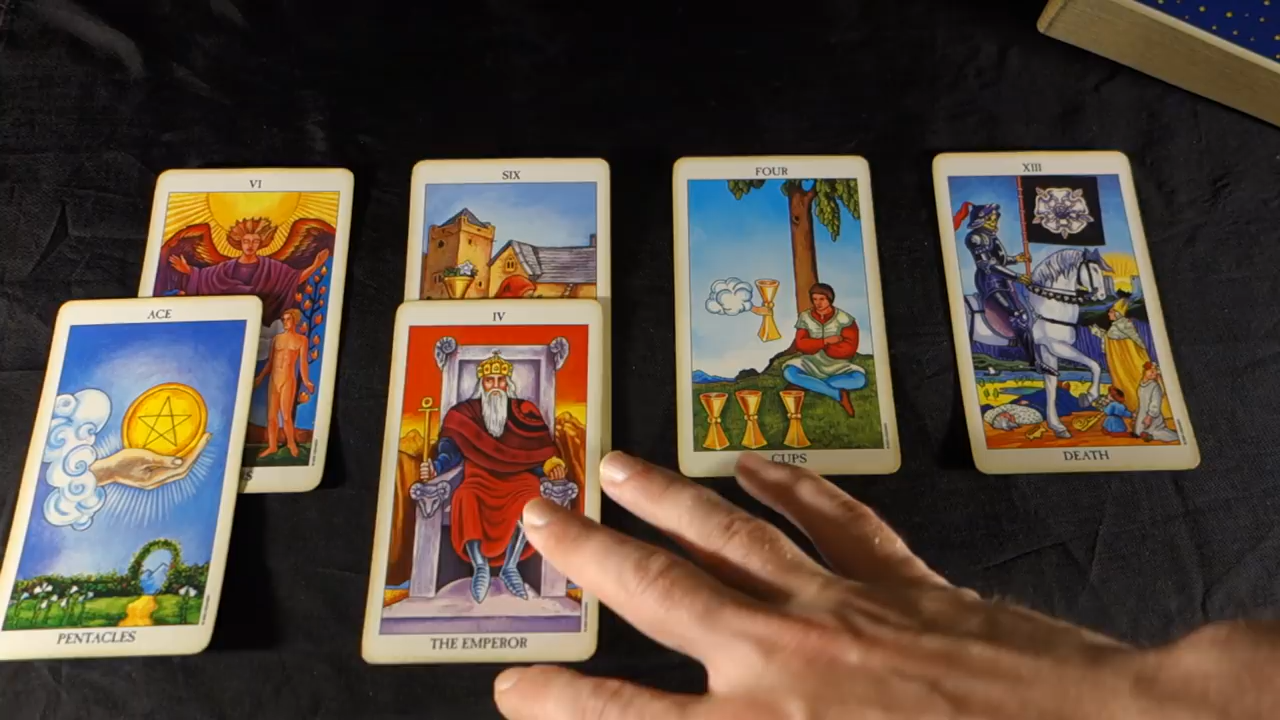 VI
SIX
FOUR
XIII
ACE
IV
CUPS
DEATH
PENTACLES
THE EMPEROR